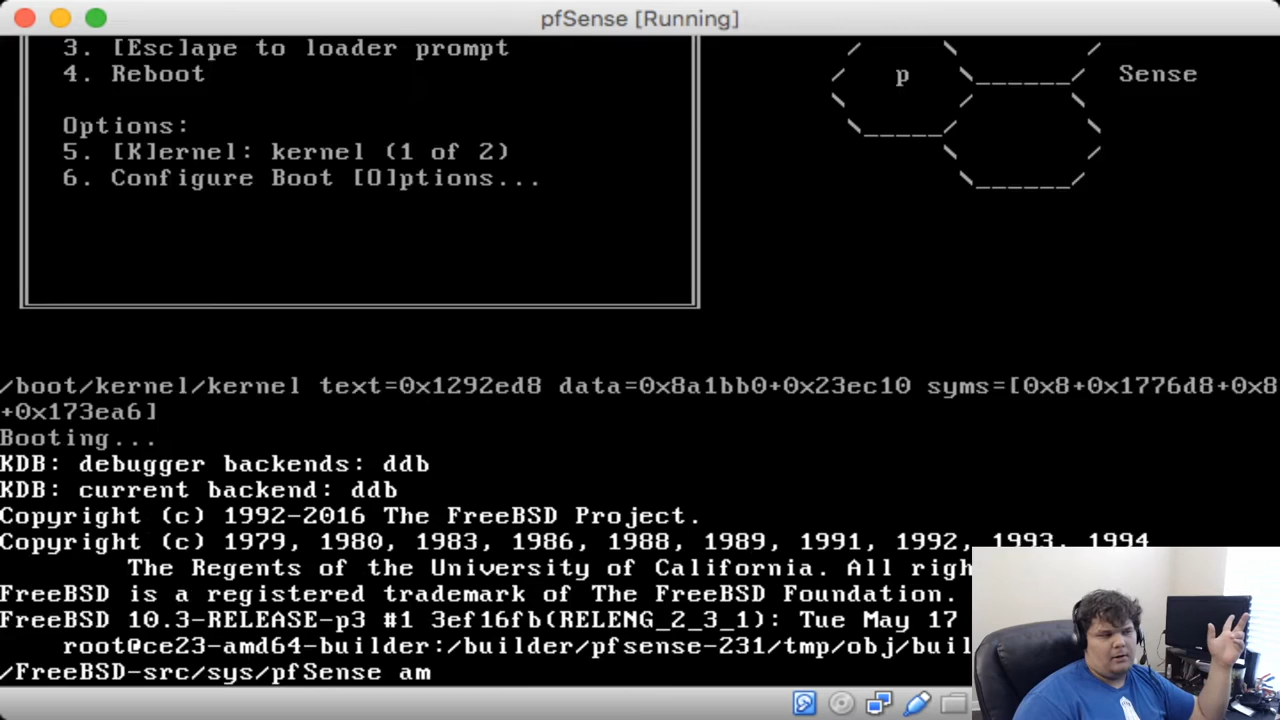 pfSense [Running]
3. [Esc]ape to loader prompt
4. Reboot
p
Sense
Options:
5. [K]ernel: kernel (1 of 2)
6. Configure Boot [O]ptions...
/boot/kernel/kernel text=0x1292ed8 data=0x8a1bb0+0x23ec10 syms=[0x8+0x1776d8+0x8
+0x173ea6]
Booting...
KDB: debugger backends: ddb
KDB: current backend: ddb
Copyright (c) 1992-2016 The FreeBSD Project.
Copyright (c) 1979, 1980, 1983, 1986, 1988, 1989, 1991, 1992, 1993, 1994
The Regents of the University of California. All righ
FreeBSD is a registered trademark of The FreeBSD Foundation.
FreeBSD 10.3-RELEASE-p3 #1 3ef16fb(RELENG_2_3_1): Tue May 17
root@ce23-amd64-builder:/builder/pfsense-231/tmp/obj/buil
/FreeBSD-src/sys/pfSense am